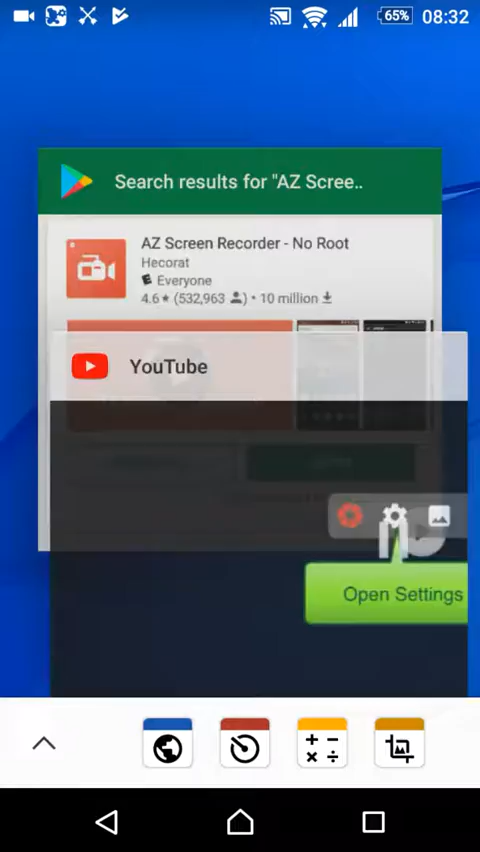 65% 08:32
Search results for "AZ Scree..
AZ Screen Recorder - No Root
Hecorat
Everyone
4.6 ★ (532,963 ) • 10 million
YouTube
Open Settings